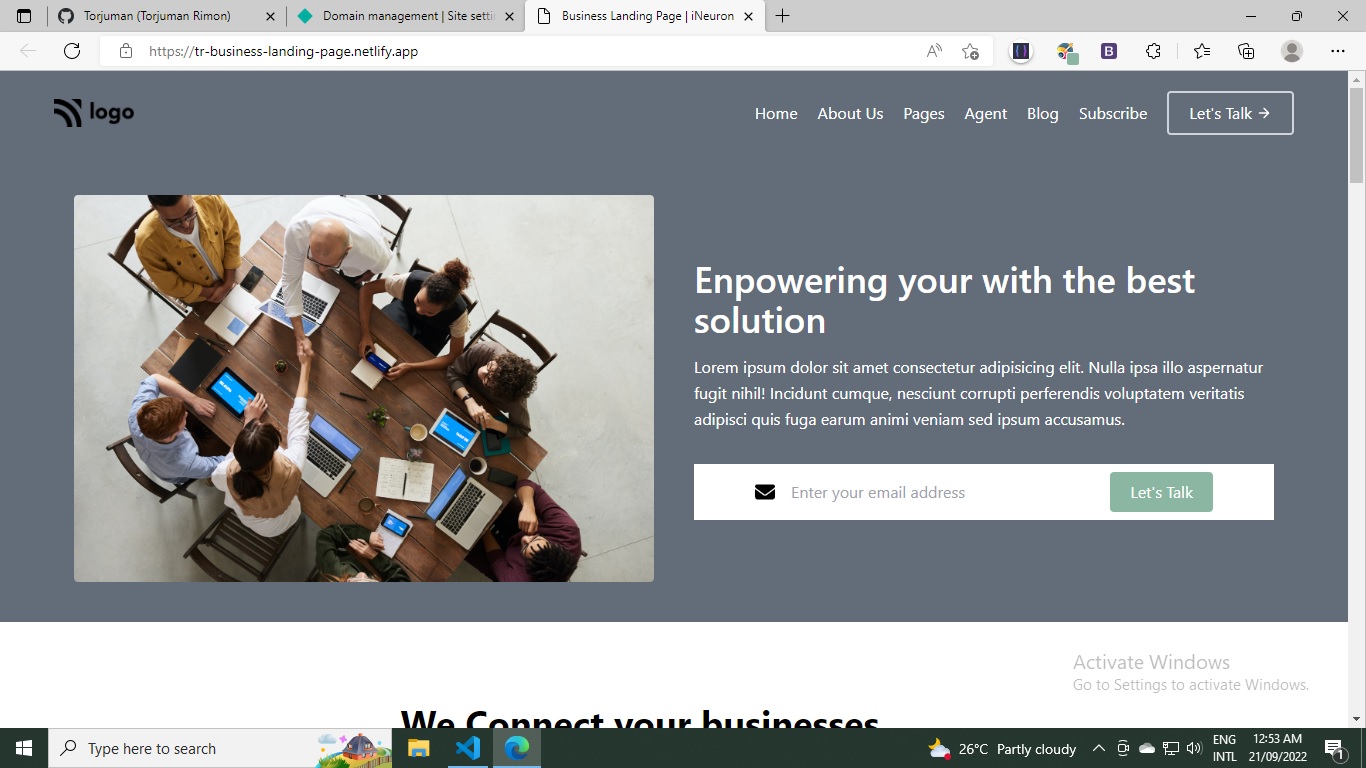 Torjuman (Torjuman Rimon)
Domain management | Site setti
Business Landing Page | iNeuron
https://tr-business-landing-page.netlify.app
logo
Home About Us Pages Agent Blog Subscribe Let's Talk →
Enpowering your with the best
solution
Lorem ipsum dolor sit amet consectetur adipisicing elit. Nulla ipsa illo aspernatur
fugit nihil! Incidunt cumque, nesciunt corrupti perferendis voluptatem veritatis
adipisci quis fuga earum animi veniam sed ipsum accusamus.
Enter your email address Let's Talk
Activate Windows
Go to Settings to activate Windows.
We Connect your businesses
Type here to search
26°C Partly cloudy
ENG
INTL
12:53 AM
21/09/2022
1